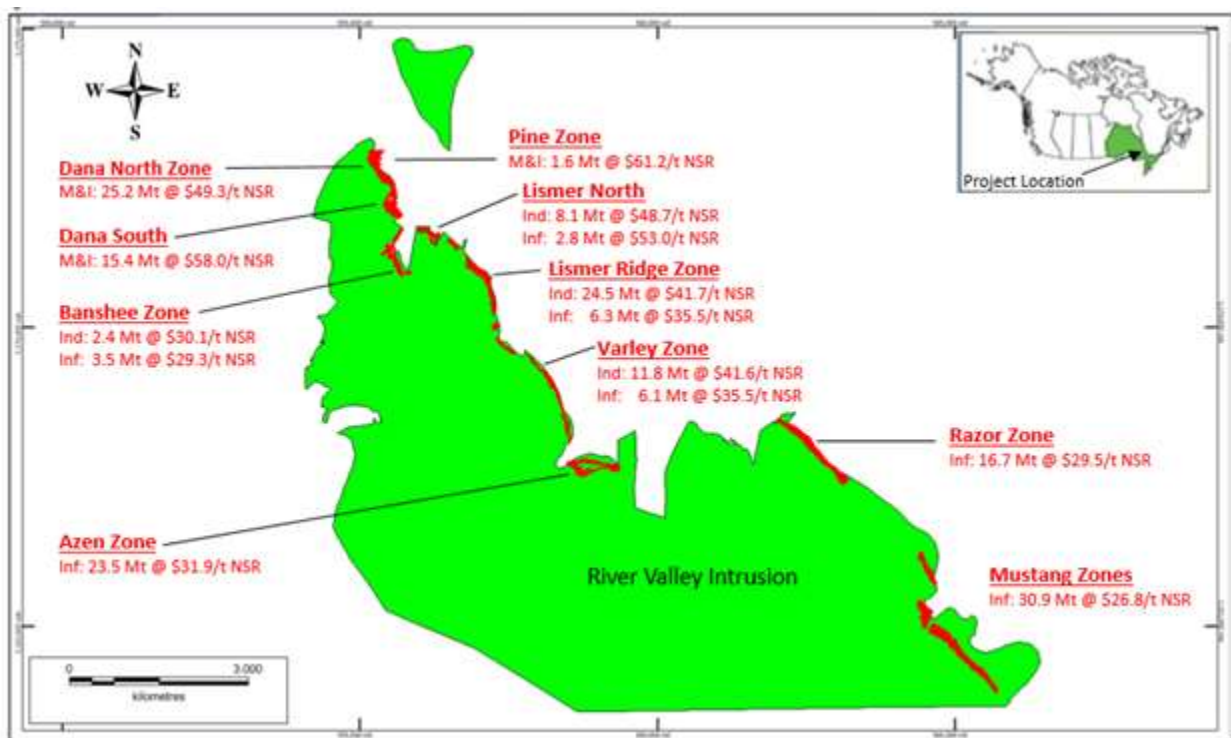 N
W E
S
Project Location
Pine Zone
M&I: 1.6 Mt @ $61.2/t NSR
Dana North Zone
M&I: 25.2 Mt @ $49.3/t NSR
Lismer North
Ind: 8.1 Mt @ $48.7/t NSR
Inf: 2.8 Mt @ $53.0/t NSR
Dana South
M&I: 15.4 Mt @ $58.0/t NSR
Lismer Ridge Zone
Ind: 24.5 Mt @ $41.7/t NSR
Inf: 6.3 Mt @ $35.5/t NSR
Banshee Zone
Ind: 2.4 Mt @ $30.1/t NSR
Inf: 3.5 Mt @ $29.3/t NSR
Varley Zone
Ind: 11.8 Mt @ $41.6/t NSR
Inf: 6.1 Mt @ $35.5/t NSR
Razor Zone
Inf: 16.7 Mt @ $29.5/t NSR
Azen Zone
Inf: 23.5 Mt @ $31.9/t NSR
River Valley Intrusion
Mustang Zones
Inf: 30.9 Mt @ $26.8/t NSR
0 3.000
kilometres